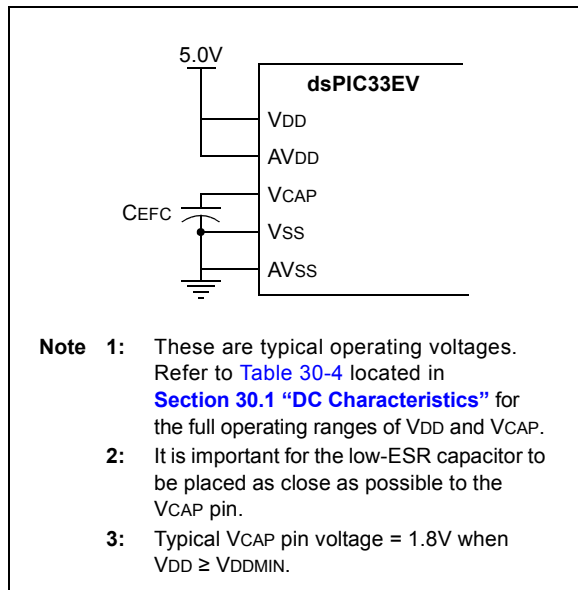 5.0V
dsPIC33EV
VDD
AVDD
VCAP
CEFC
VSS
AVSS
Note 1: These are typical operating voltages.
Refer to Table 30-4 located in
Section 30.1 “DC Characteristics” for
the full operating ranges of VDD and VCAP.
2: It is important for the low-ESR capacitor to
be placed as close as possible to the
VCAP pin.
3: Typical VCAP pin voltage = 1.8V when
VDD ≥ VDDMIN.